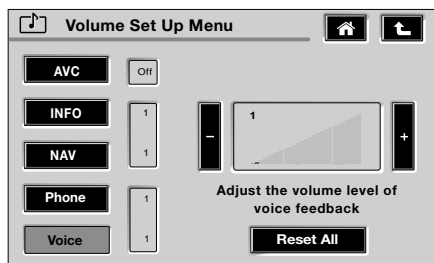 Volume Set Up Menu
AVC
Off
INFO
1
NAV
1
Phone
1
Voice
1
1
-
+
Adjust the volume level of
voice feedback
Reset All